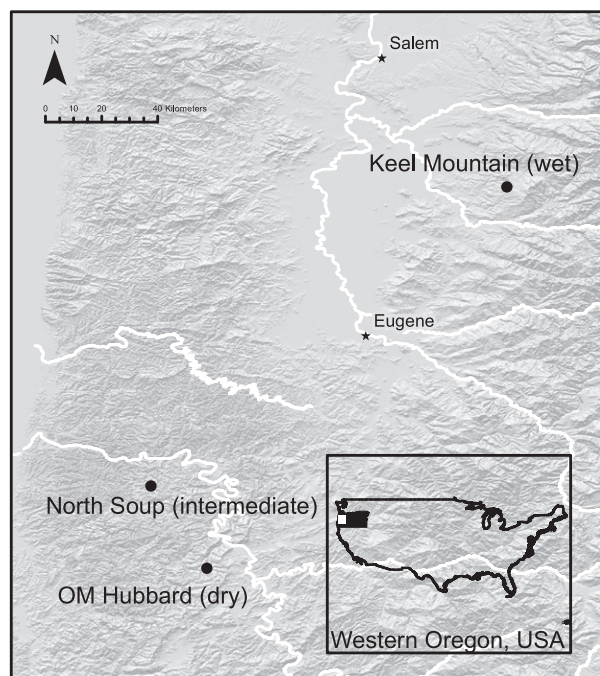 N
Salem
0 10 20 40 Kilometers
Keel Mountain (wet)
Eugene
North Soup (intermediate)
OM Hubbard (dry)
Western Oregon, USA